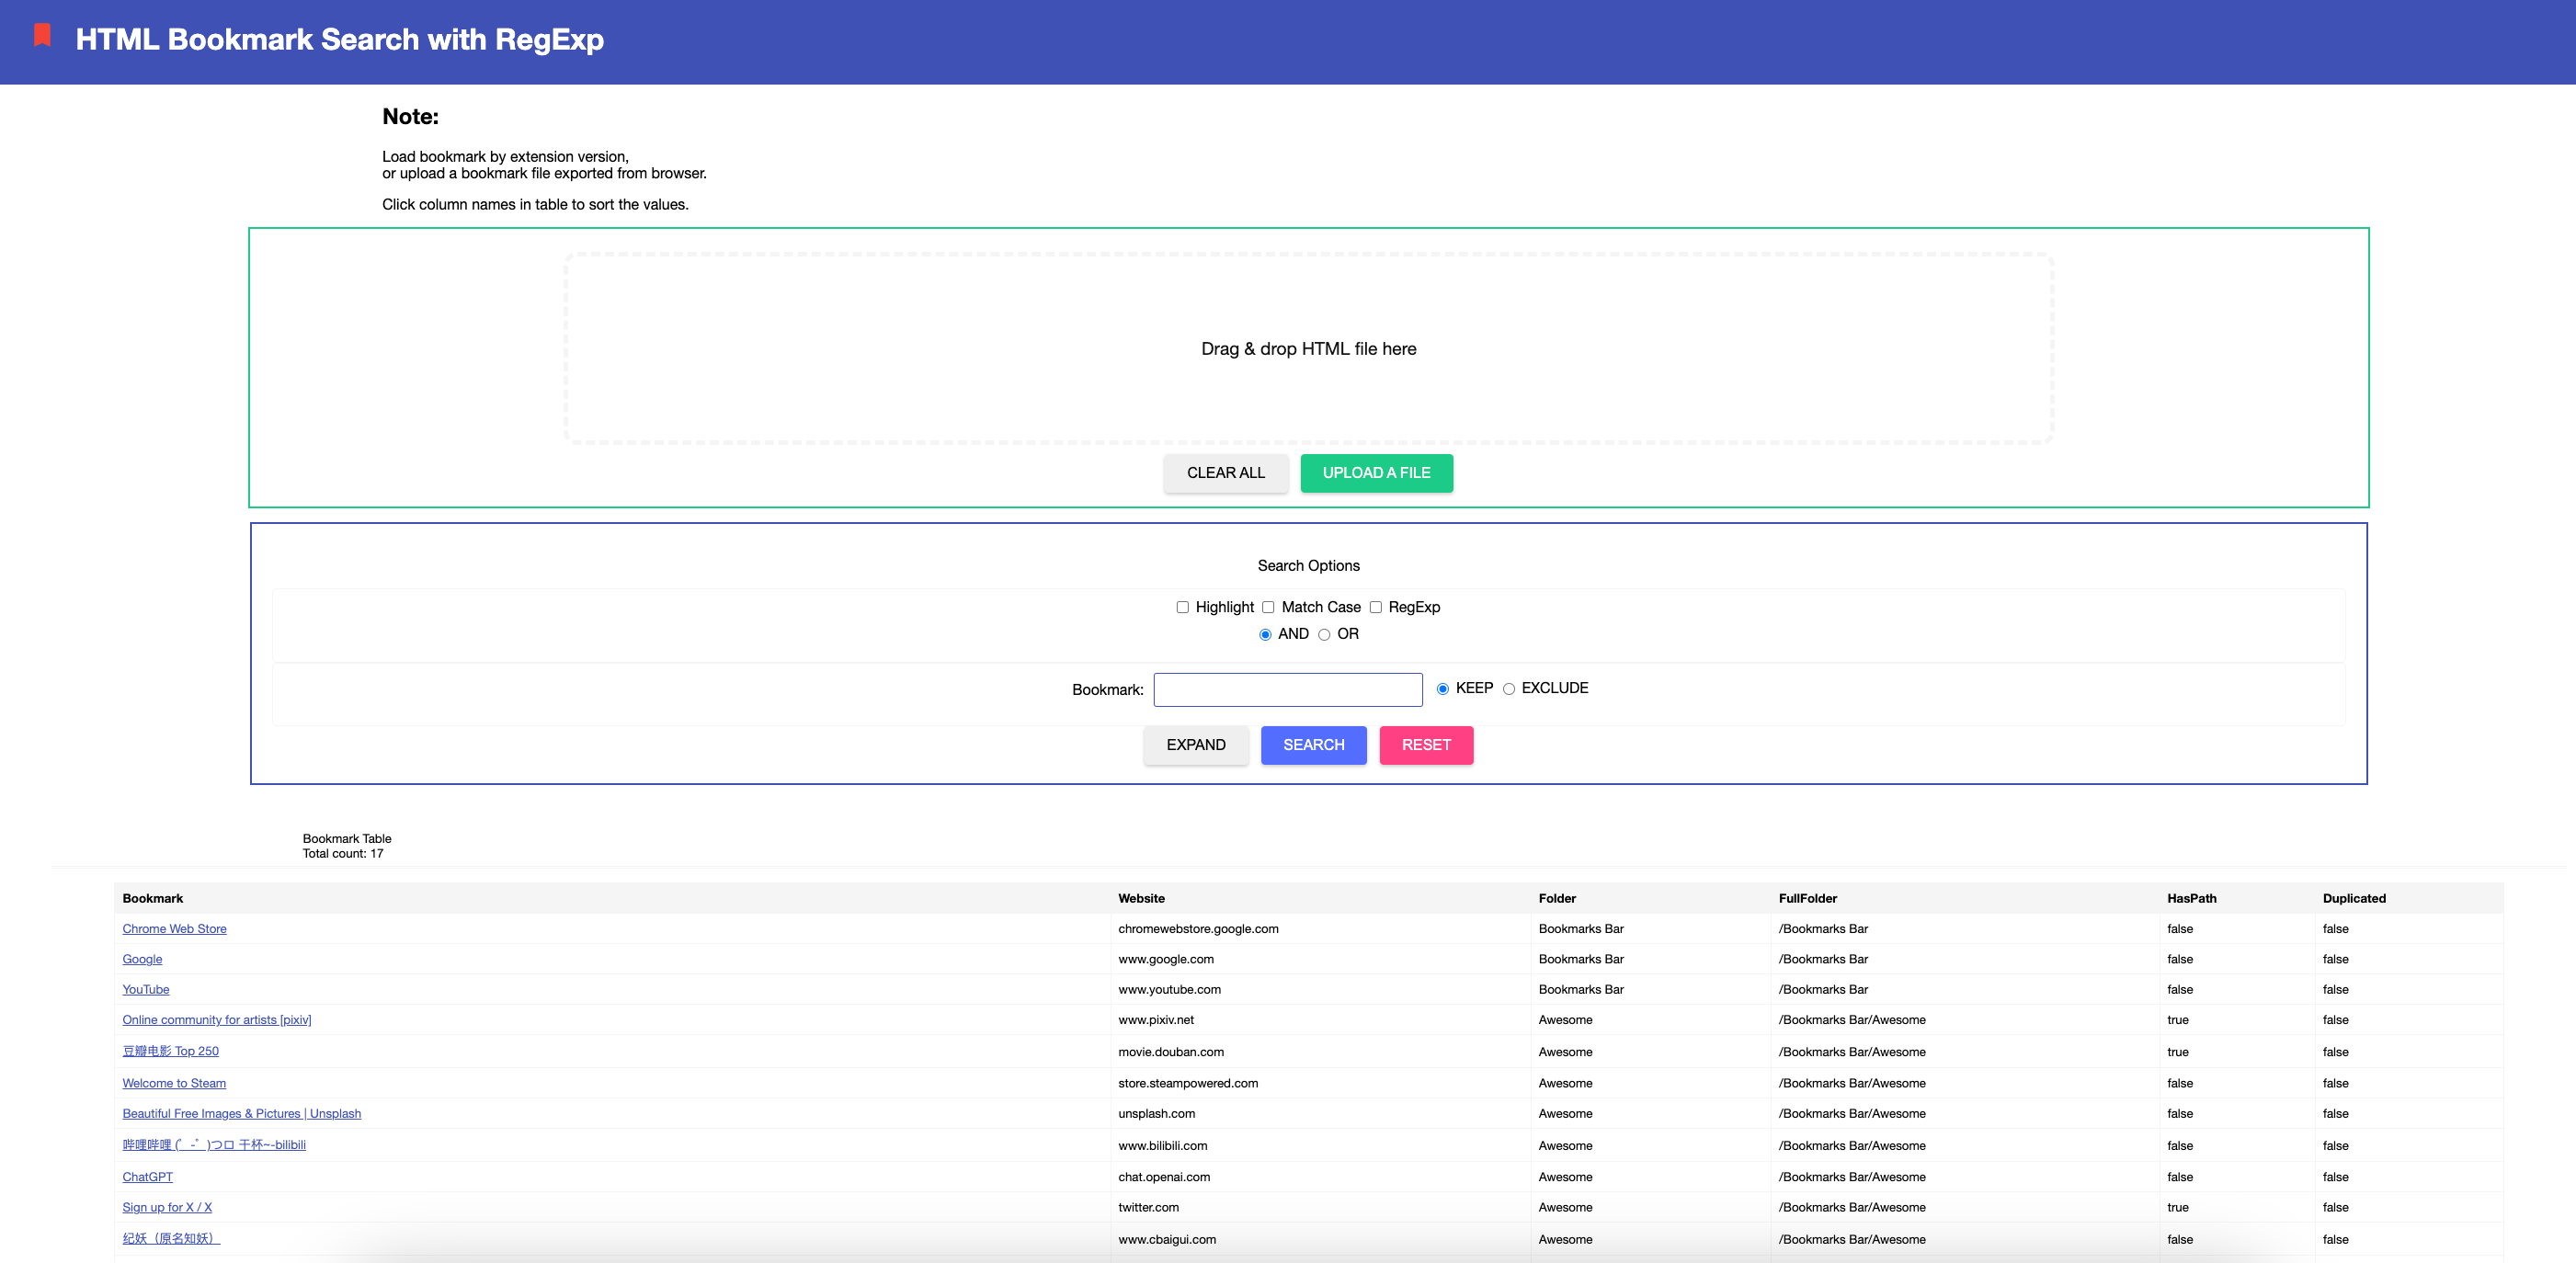 HTML Bookmark Search with RegExp
Note:
Load bookmark by extension version,
or upload a bookmark file exported from browser.
Click column names in table to sort the values.
Drag & drop HTML file here
CLEAR ALL UPLOAD A FILE
Search Options
Highlight Match Case RegExp
AND OR
Bookmark: KEEP EXCLUDE
EXPAND SEARCH RESET
Bookmark Table
Total count: 17
Bookmark Website Folder FullFolder HasPath Duplicated
Chrome Web Store chromewebstore.google.com Bookmarks Bar /Bookmarks Bar false false
Google www.google.com Bookmarks Bar /Bookmarks Bar false false
YouTube www.youtube.com Bookmarks Bar /Bookmarks Bar false false
Online community for artists [pixiv] www.pixiv.net Awesome /Bookmarks Bar/Awesome true false
豆瓣电影 Top 250 movie.douban.com Awesome /Bookmarks Bar/Awesome true false
Welcome to Steam store.steampowered.com Awesome /Bookmarks Bar/Awesome false false
Beautiful Free Images & Pictures | Unsplash unsplash.com Awesome /Bookmarks Bar/Awesome false false
哔哩哔哩 (゜-゜)つロ 干杯~-bilibili www.bilibili.com Awesome /Bookmarks Bar/Awesome false false
ChatGPT chat.openai.com Awesome /Bookmarks Bar/Awesome false false
Sign up for X / X twitter.com Awesome /Bookmarks Bar/Awesome true false
纪妖（原名知妖） www.cbaigui.com Awesome /Bookmarks Bar/Awesome false false